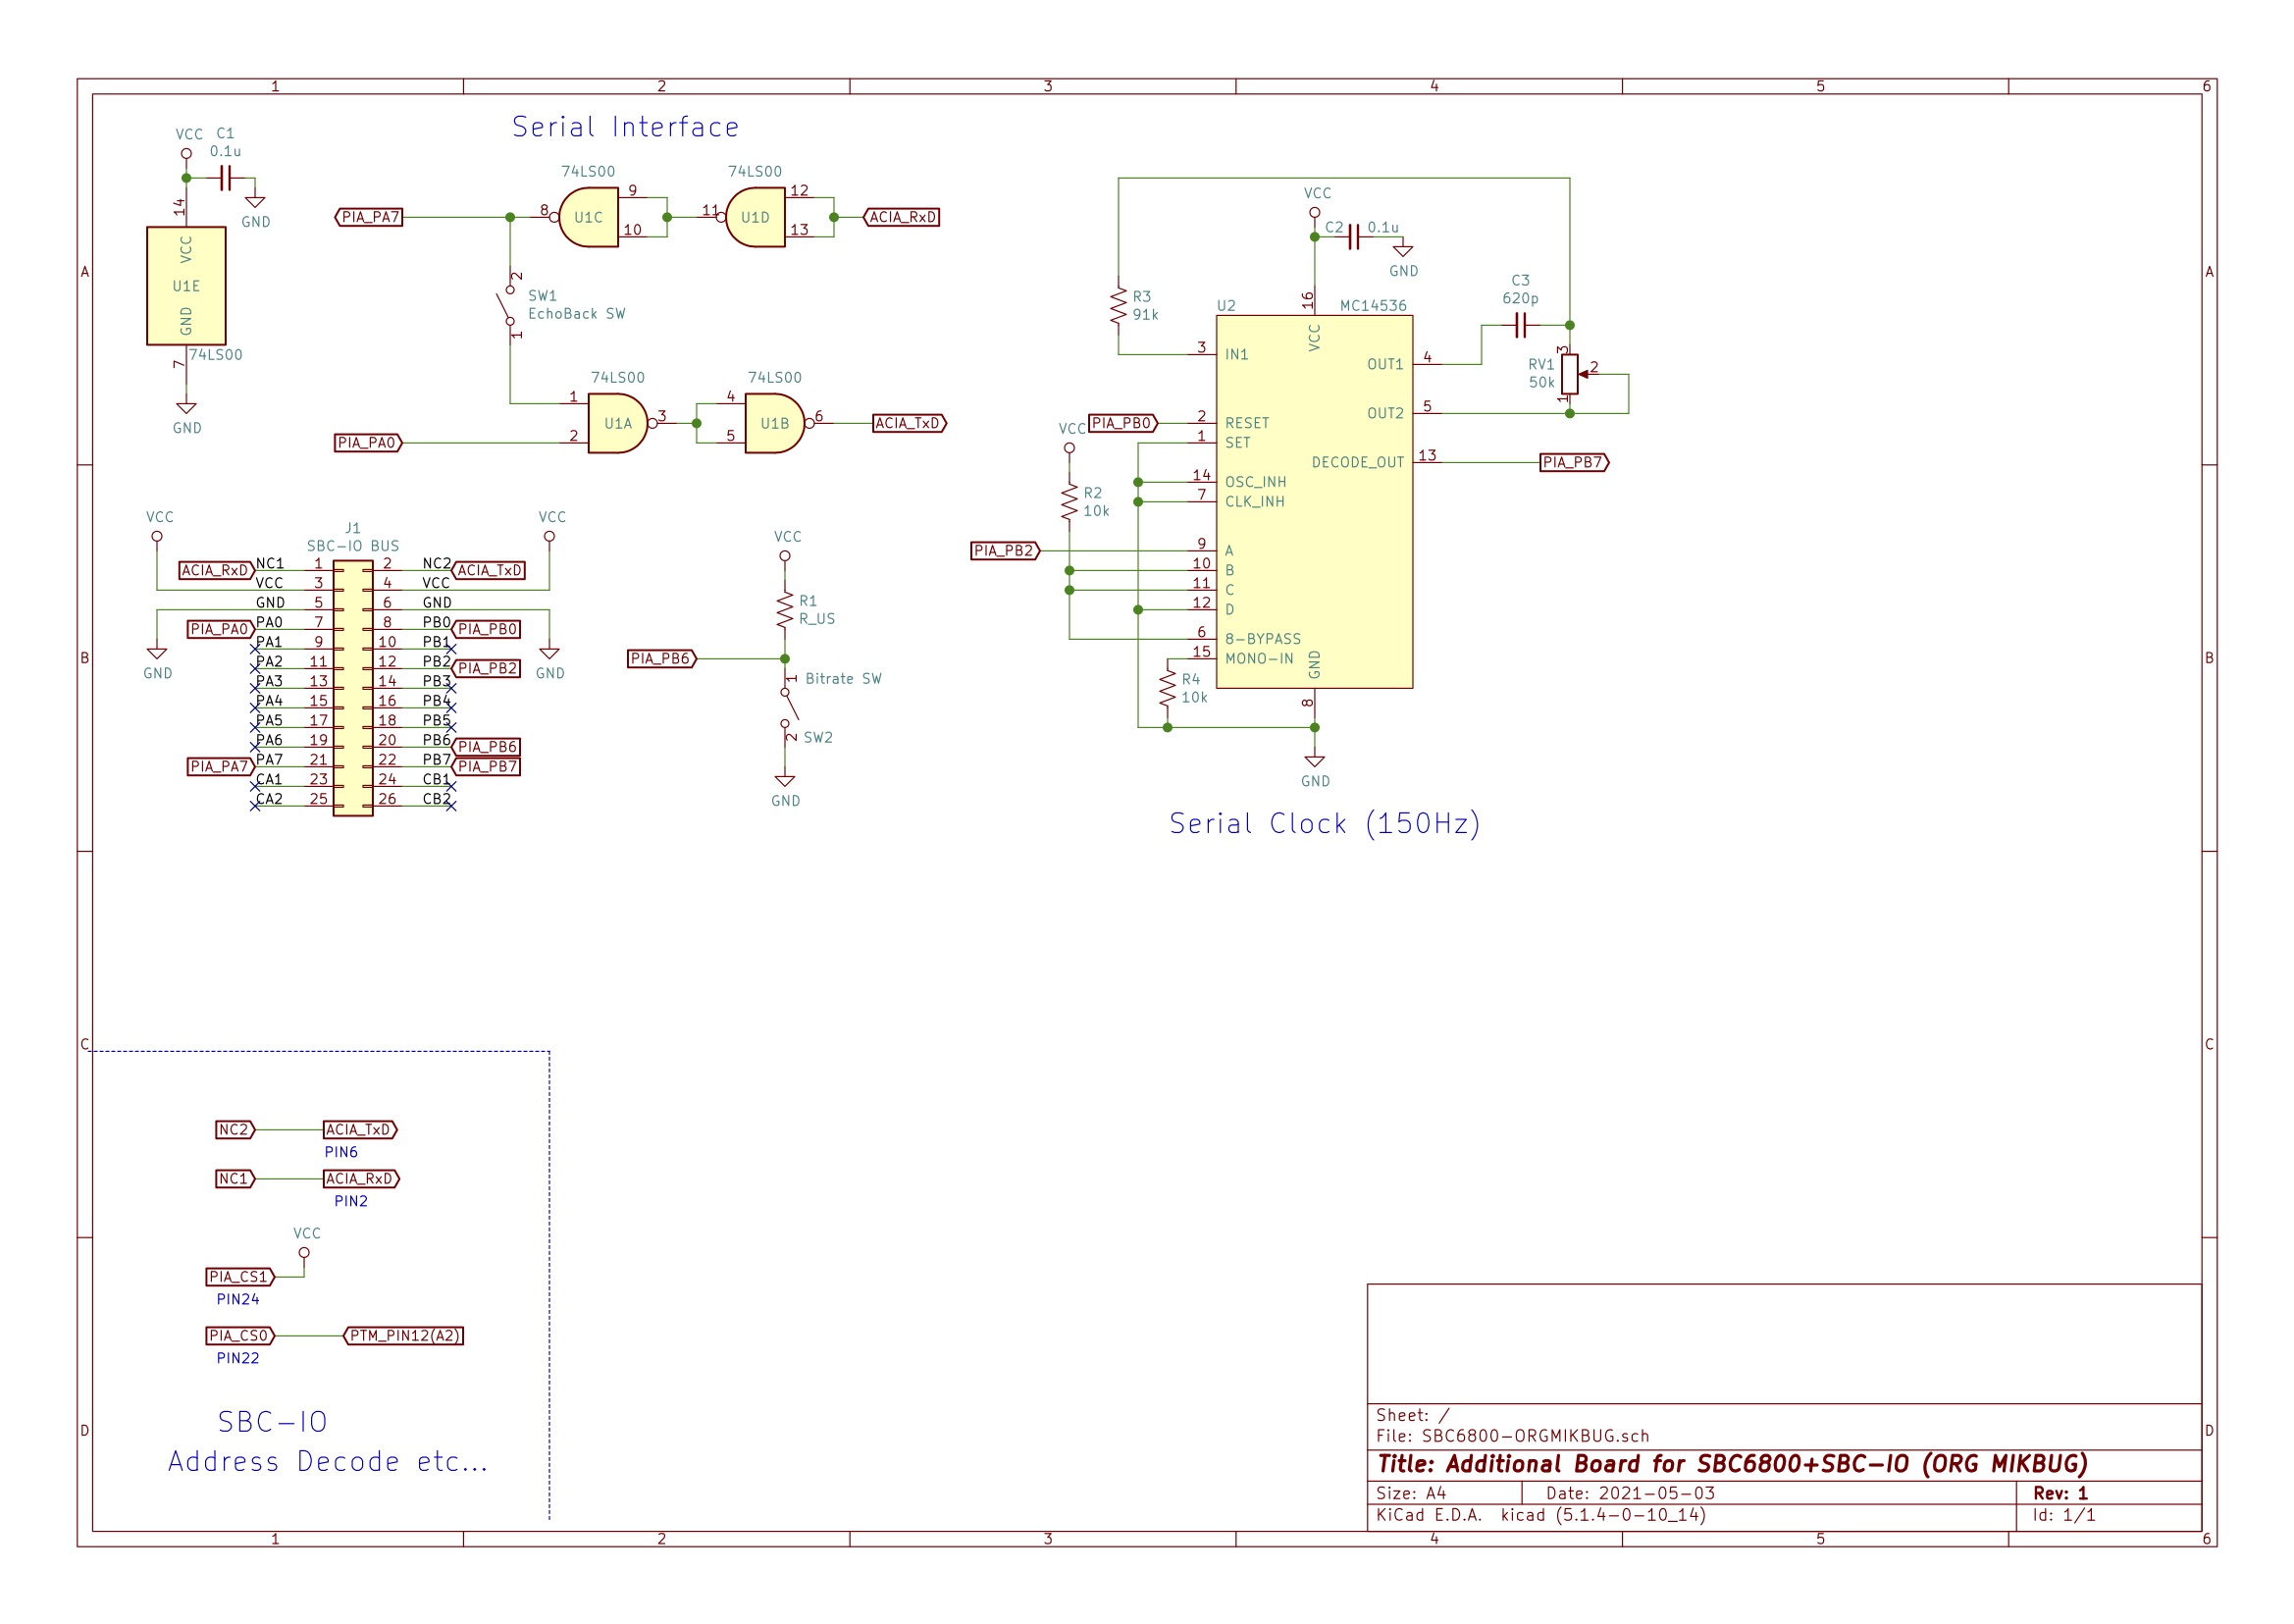 1 2 3 4 5 6
Serial Interface
VCC C1
0.1u
GND
14
VCC
U1E
GND
74LS00
7
GND
74LS00
PIA_PA7
8 U1C 9
10
74LS00
11 U1D 12
13
ACIA_RxD
2
SW1
EchoBack SW
1
74LS00
1 U1A 3
2
PIA_PA0
74LS00
4 U1B 6
5
ACIA_TxD
A
A
VCC
C2 0.1u
GND
R3
91k
C3
620p
RV1
50k
3
2
1
U2 MC14536
16
VCC
3 IN1
OUT1 4
OUT2 5
PIA_PB0 2 RESET
1 SET
DECODE_OUT 13 PIA_PB7
14 OSC_INH
7 CLK_INH
VCC
R2
10k
PIA_PB2 9 A
10 B
11 C
12 D
6 8-BYPASS
15 MONO-IN
GND
8
R4
10k
GND
Serial Clock (150Hz)
VCC
J1
SBC-IO BUS
VCC
ACIA_RxD NC1 1 2 NC2 ACIA_TxD
VCC 3 4 VCC
GND 5 6 GND
PIA_PA0 PA0 7 8 PB0 PIA_PB0
PA1 9 10 PB1
PA2 11 12 PB2 PIA_PB2
PA3 13 14 PB3
PA4 15 16 PB4
PA5 17 18 PB5
PA6 19 20 PB6 PIA_PB6
PIA_PA7 PA7 21 22 PB7 PIA_PB7
CA1 23 24 CB1
CA2 25 26 CB2
GND
GND
VCC
R1
R_US
PIA_PB6
1 Bitrate SW
2 SW2
GND
B
B
C
C
NC2 ACIA_TxD
PIN6
NC1 ACIA_RxD
PIN2
VCC
PIA_CS1
PIN24
PIA_CS0 PTM_PIN12(A2)
PIN22
SBC-IO
Address Decode etc...
D
D
Sheet: /
File: SBC6800-ORGMIKBUG.sch
Title: Additional Board for SBC6800+SBC-IO (ORG MIKBUG)
Size: A4 Date: 2021-05-03 Rev: 1
KiCad E.D.A. kicad (5.1.4-0-10_14) Id: 1/1
1 2 3 4 5 6